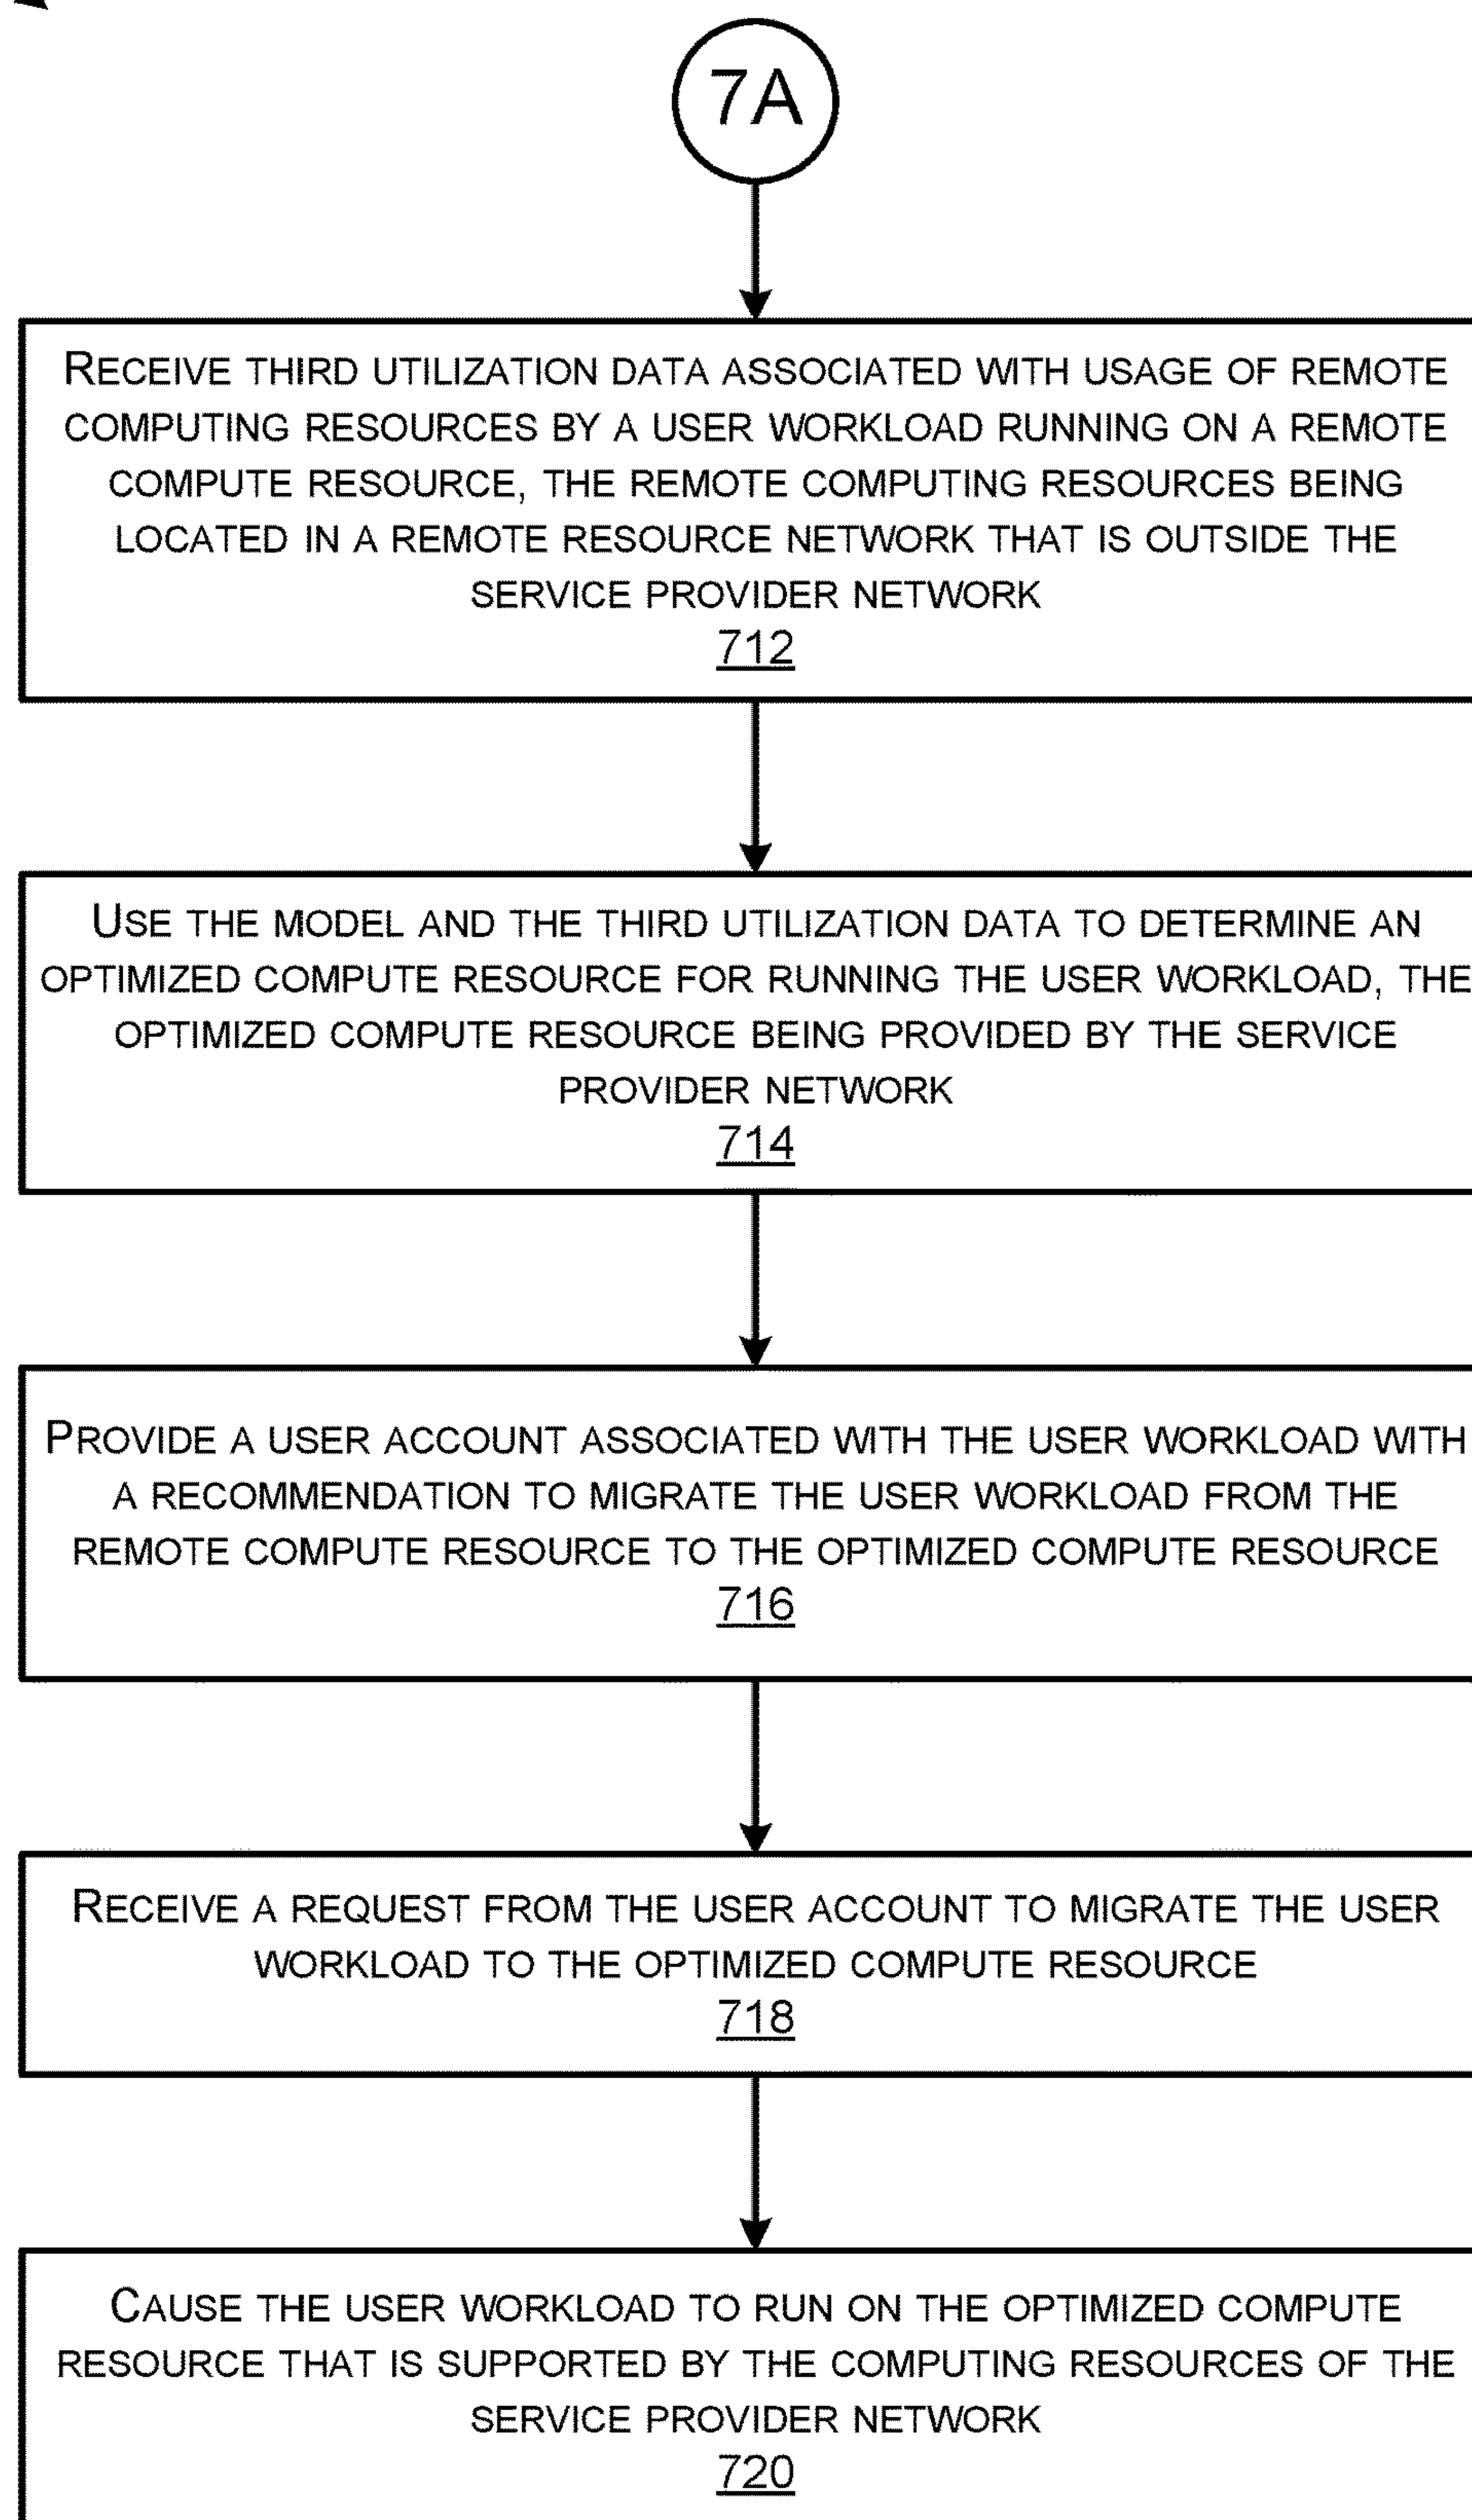 7A
RECEIVE THIRD UTILIZATION DATA ASSOCIATED WITH USAGE OF REMOTE
COMPUTING RESOURCES BY A USER WORKLOAD RUNNING ON A REMOTE
COMPUTE RESOURCE, THE REMOTE COMPUTING RESOURCES BEING
LOCATED IN A REMOTE RESOURCE NETWORK THAT IS OUTSIDE THE
SERVICE PROVIDER NETWORK
712
USE THE MODEL AND THE THIRD UTILIZATION DATA TO DETERMINE AN
OPTIMIZED COMPUTE RESOURCE FOR RUNNING THE USER WORKLOAD, THE
OPTIMIZED COMPUTE RESOURCE BEING PROVIDED BY THE SERVICE
PROVIDER NETWORK
714
PROVIDE A USER ACCOUNT ASSOCIATED WITH THE USER WORKLOAD WITH
A RECOMMENDATION TO MIGRATE THE USER WORKLOAD FROM THE
REMOTE COMPUTE RESOURCE TO THE OPTIMIZED COMPUTE RESOURCE
716
RECEIVE A REQUEST FROM THE USER ACCOUNT TO MIGRATE THE USER
WORKLOAD TO THE OPTIMIZED COMPUTE RESOURCE
718
CAUSE THE USER WORKLOAD TO RUN ON THE OPTIMIZED COMPUTE
RESOURCE THAT IS SUPPORTED BY THE COMPUTING RESOURCES OF THE
SERVICE PROVIDER NETWORK
720